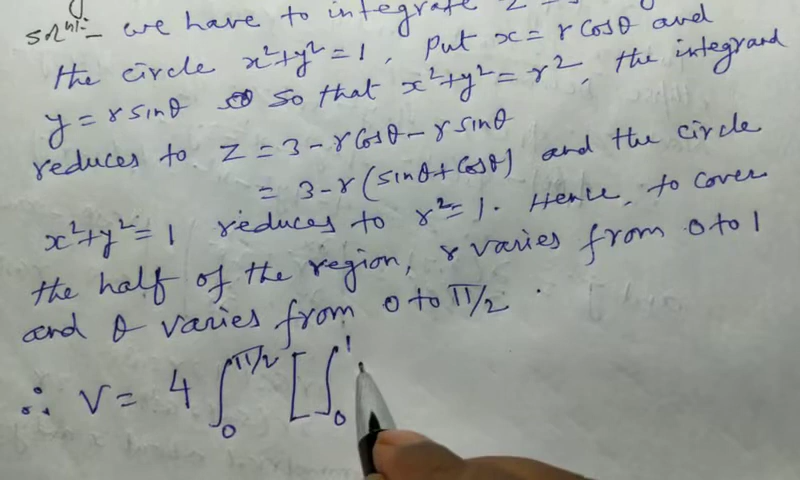 Solⁿ:- we have to integrate z =
the circle x²+y²=1. Put x = r cosθ and
y = r sinθ so that x²+y² = r², the integrand
reduces to z = 3 - r cosθ - r sinθ
= 3 - r(sinθ + cosθ) and the circle
x²+y²=1 reduces to r²=1. Hence, to cover
the half of the region, r varies from 0 to 1
and θ varies from 0 to π/2.
∴ V = 4 ∫₀^π/2 [∫₀^1